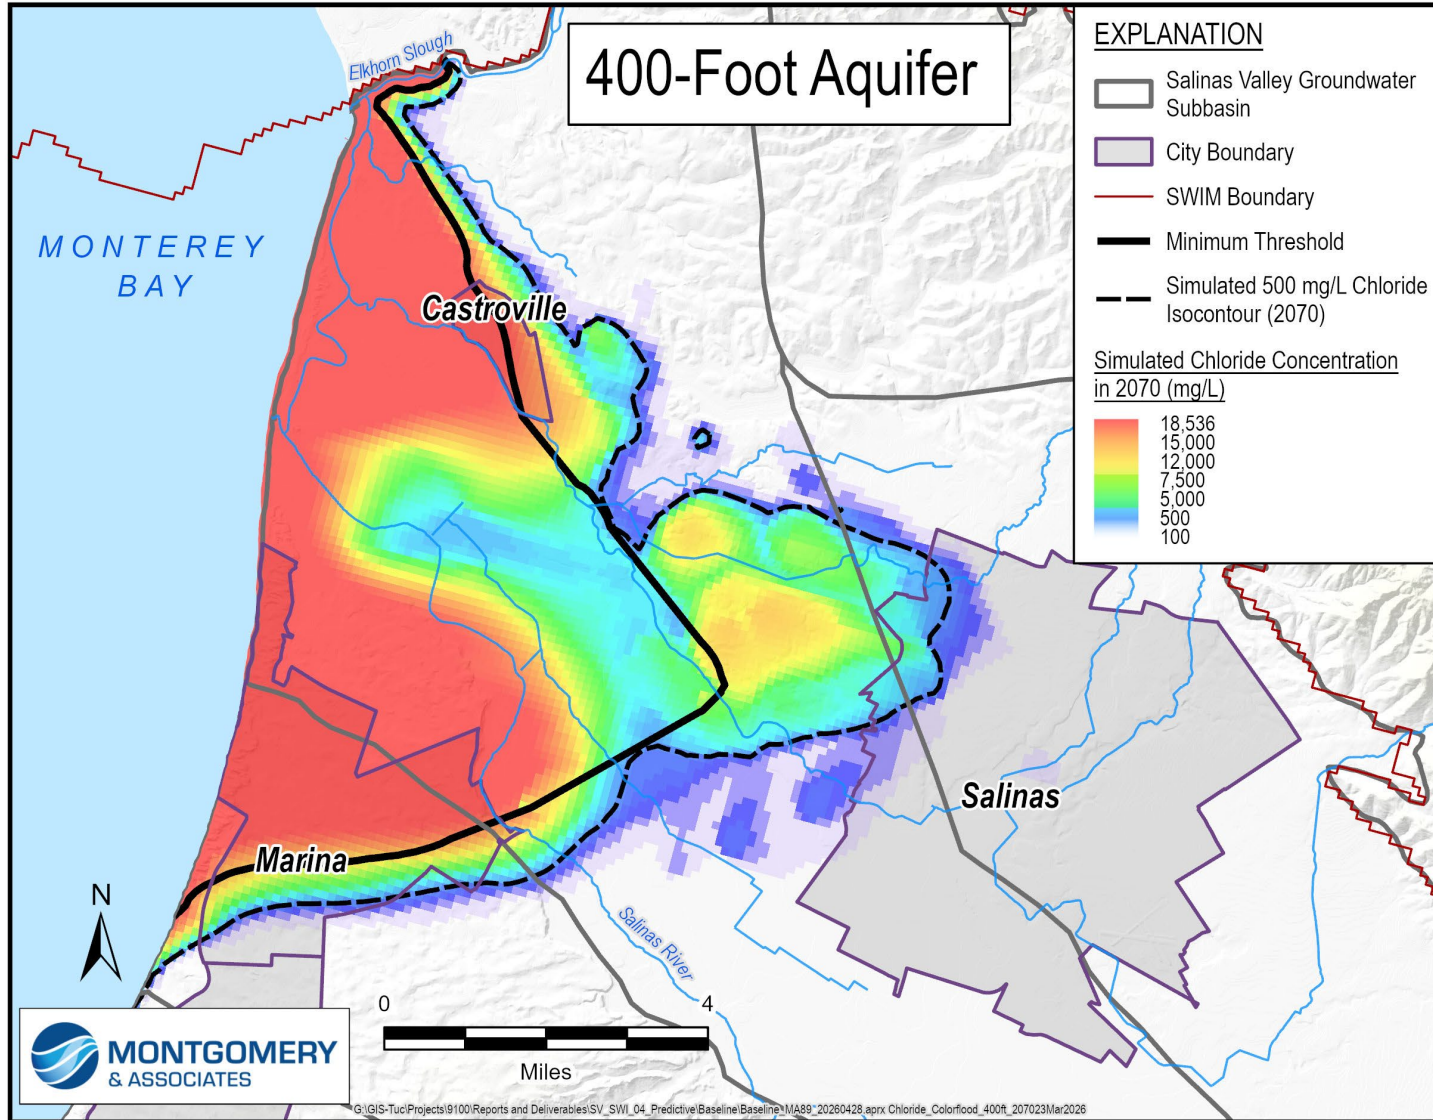 400-Foot Aquifer
EXPLANATION
Salinas Valley Groundwater
Subbasin
City Boundary
SWIM Boundary
Minimum Threshold
Simulated 500 mg/L Chloride
Isocontour (2070)
Simulated Chloride Concentration
in 2070 (mg/L)
18,536
15,000
12,000
7,500
5,000
500
100
Elkhorn Slough
MONTEREY
BAY
Castroville
Salinas
Marina
Salinas River
N
0 4
Miles
MONTGOMERY
& ASSOCIATES
G:\GIS-Tuc\Projects\9100\Reports and Deliverables\SV_SWI_04_Predictive\Baseline\Baseline_MA89_20260428.aprx Chloride_Colorflood_400ft_207023Mar2026